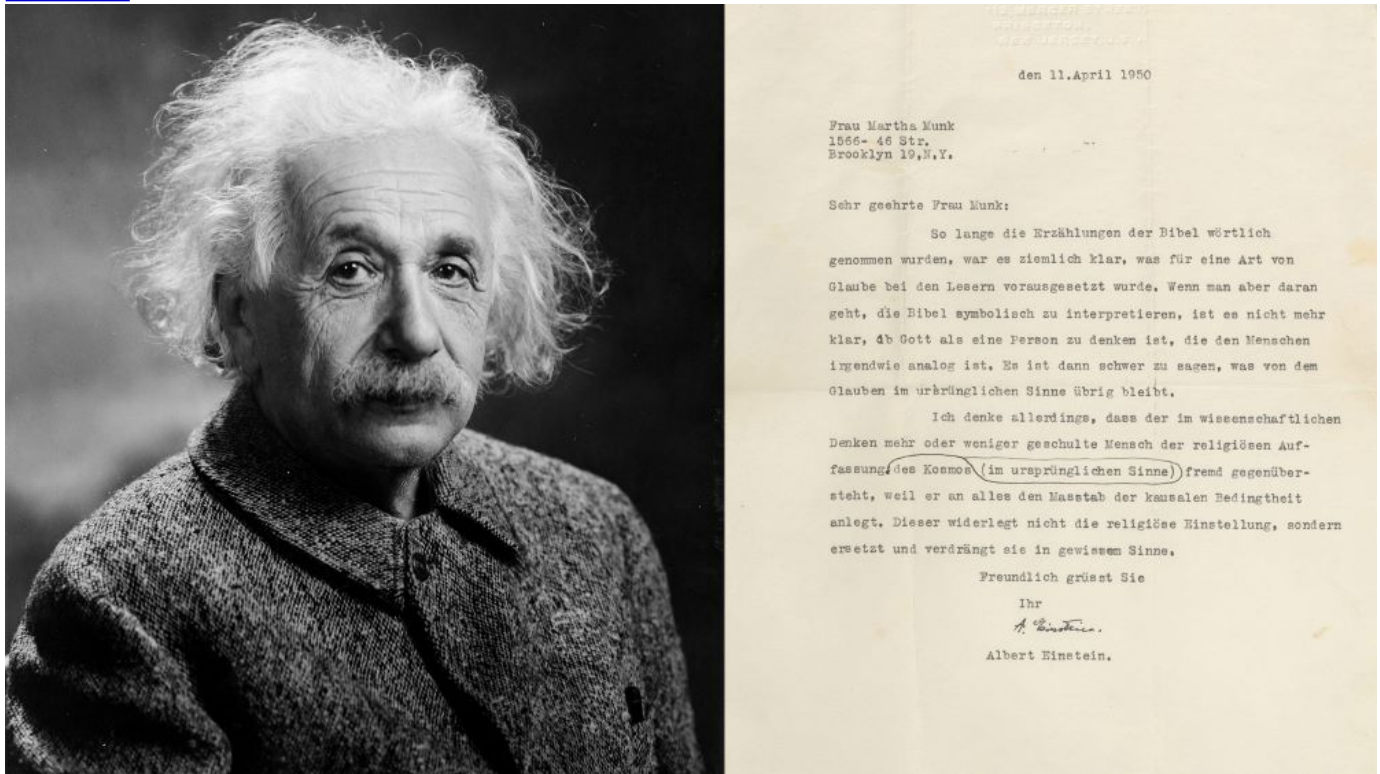 112 MERCER STREET
PRINCETON,
NEW JERSEY, U.S.A.
den 11.April 1950
Frau Martha Munk
1566- 46 Str.
Brooklyn 19,N.Y.
Sehr geehrte Frau Munk:
So lange die Erzählungen der Bibel wörtlich
genommen wurden, war es ziemlich klar, was für eine Art von
Glaube bei den Lesern vorausgesetzt wurde. Wenn man aber daran
geht, die Bibel symbolisch zu interpretieren, ist es nicht mehr
klar, ob Gott als eine Person zu denken ist, die den Menschen
irgendwie analog ist. Es ist dann schwer zu sagen, was von dem
Glauben im urkrünglichen Sinne übrig bleibt.
Ich denke allerdings, dass der im wissenschaftlichen
Denken mehr oder weniger geschulte Mensch der religiösen Auf-
fassung des Kosmos (im ursprünglichen Sinne) fremd gegenüber-
steht, weil er an alles den Masstab der kausalen Bedingtheit
anlegt. Dieser widerlegt nicht die religiöse Einstellung, sondern
ersetzt und verdrängt sie in gewissem Sinne.
Freundlich grüsst Sie
Ihr
A. Einstein.
Albert Einstein.